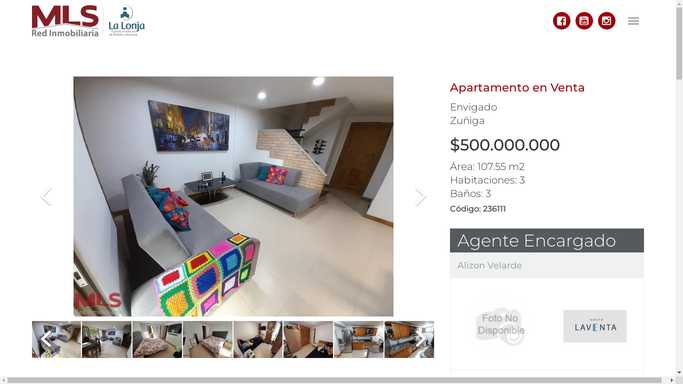 MLS
Red Inmobiliaria
La Lonja
Apartamento en Venta
Envigado
Zuñiga
$500.000.000
Área: 107.55 m2
Habitaciones: 3
Baños: 3
Código: 236111
Agente Encargado
Alizon Velarde
Foto No
Disponible
LAVENTA
MLS